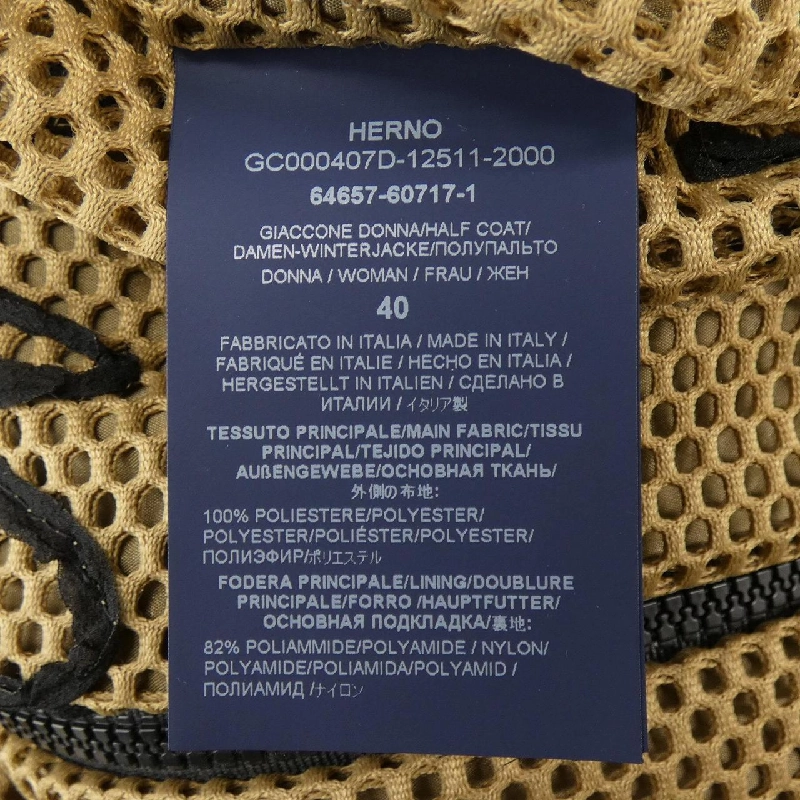 HERNO
GC000407D-12511-2000
64657-60717-1
GIACCONE DONNA/HALF COAT/
DAMEN-WINTERJACKE/ПОЛУПАЛЬТО
DONNA / WOMAN / FRAU / ЖЕН
40
FABBRICATO IN ITALIA / MADE IN ITALY /
FABRIQUÉ EN ITALIE / HECHO EN ITALIA /
HERGESTELLT IN ITALIEN / СДЕЛАНО В
ИТАЛИИ / イタリア製
TESSUTO PRINCIPALE/MAIN FABRIC/TISSU
PRINCIPAL/TEJIDO PRINCIPAL/
AUßENGEWEBE/ОСНОВНАЯ ТКАНЬ/
外側の布地:
100% POLIESTERE/POLYESTER/
POLYESTER/POLIÉSTER/POLYESTER/
ПОЛИЭФИР/ポリエステル
FODERA PRINCIPALE/LINING/DOUBLURE
PRINCIPALE/FORRO /HAUPTFUTTER/
ОСНОВНАЯ ПОДКЛАДКА/裏地:
82% POLIAMMIDE/POLYAMIDE / NYLON/
POLYAMIDE/POLIAMIDA/POLYAMID /
ПОЛИАМИД /ナイロン